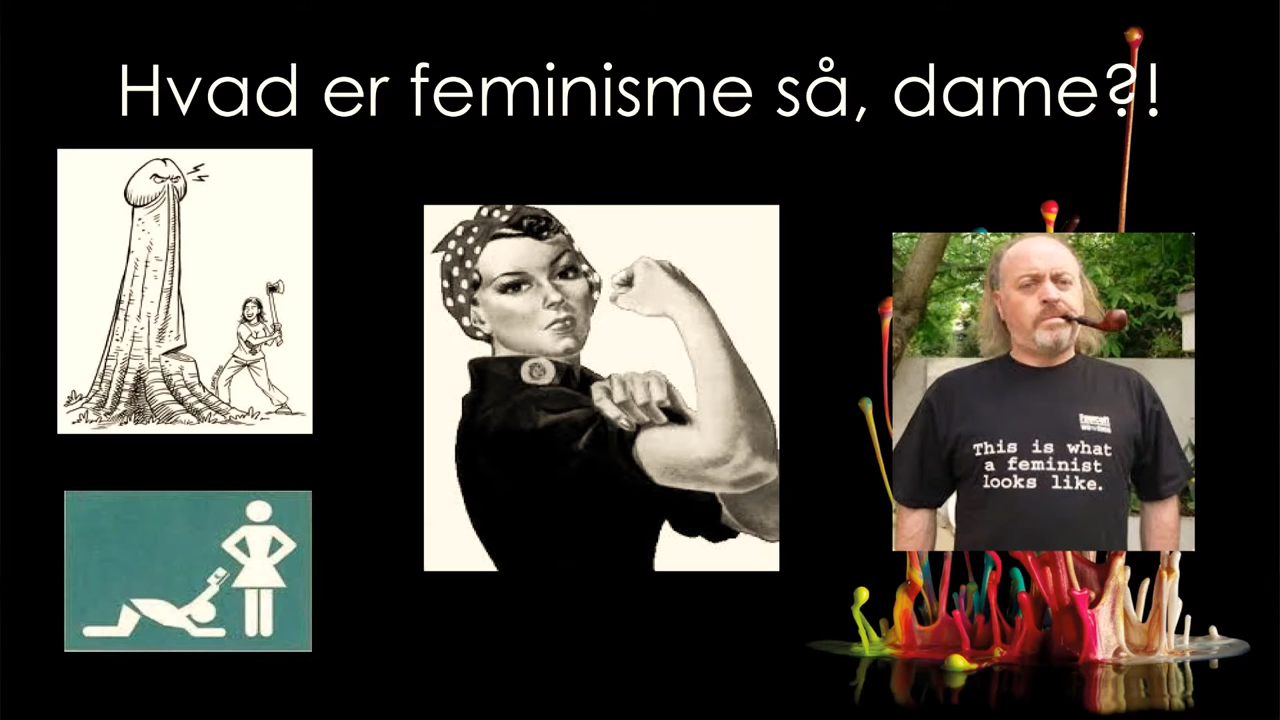 Hvad er feminisme så, dame?!
This is what
a feminist
looks like.